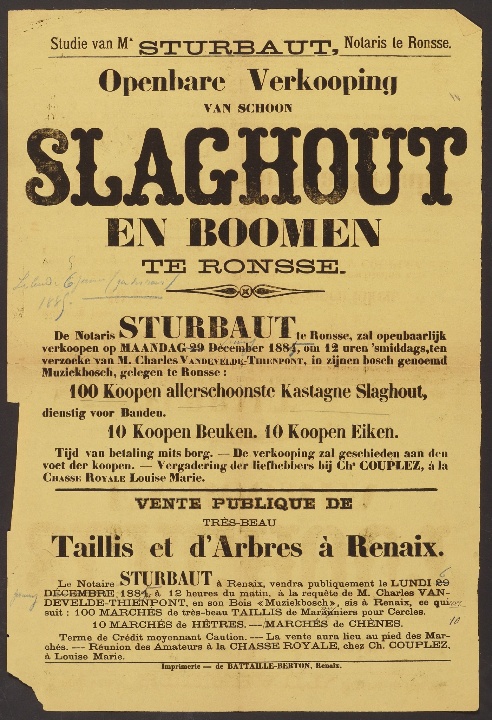 Studie van Mr STURBAUT, Notaris te Ronsse.
Openbare Verkooping
VAN SCHOON
SLAGHOUT
EN BOOMEN
TE RONSSE.
1885.
De Notaris STURBAUT te Ronsse, zal openbaarlijk
verkoopen op MAANDAG 29 December 1884, om 12 uren 'smiddags, ten
verzoeke van M. Charles VANDEVELDE-THIENPONT, in zijnen bosch genoemd
Muziekbosch, gelegen te Ronsse :
100 Koopen allerschoonste Kastagne Slaghout,
dienstig voor Banden.
10 Koopen Beuken. 10 Koopen Eiken.
Tijd van betaling mits borg. — De verkooping zal geschieden aan den
voet der koopen. — Vergadering der liefhebbers bij Chs COUPLEZ, à la
CHASSE ROYALE Louise Marie.
VENTE PUBLIQUE DE
TRÈS-BEAU
Taillis et d'Arbres à Renaix.
Le Notaire STURBAUT à Renaix, vendra publiquement le LUNDI 29
DÉCEMBRE 1884, à 12 heures du matin, à la requête de M. Charles VAN-
DEVELDE-THIENPONT, en son Bois «Muziekbosch», sis à Renaix, ce qui
suit : 100 MARCHÉS de très-beau TAILLIS de Maronniers pour Cercles.
10 MARCHÉS de HÊTRES. — MARCHÉS de CHÊNES. 10
Terme de Crédit moyennant Caution. — La vente aura lieu au pied des Mar-
chés. — Réunion des Amateurs à la CHASSE ROYALE, chez Ch. COUPLEZ,
à Louise Marie.
Imprimerie — de BATTAILLE-BERTON, Renaix.